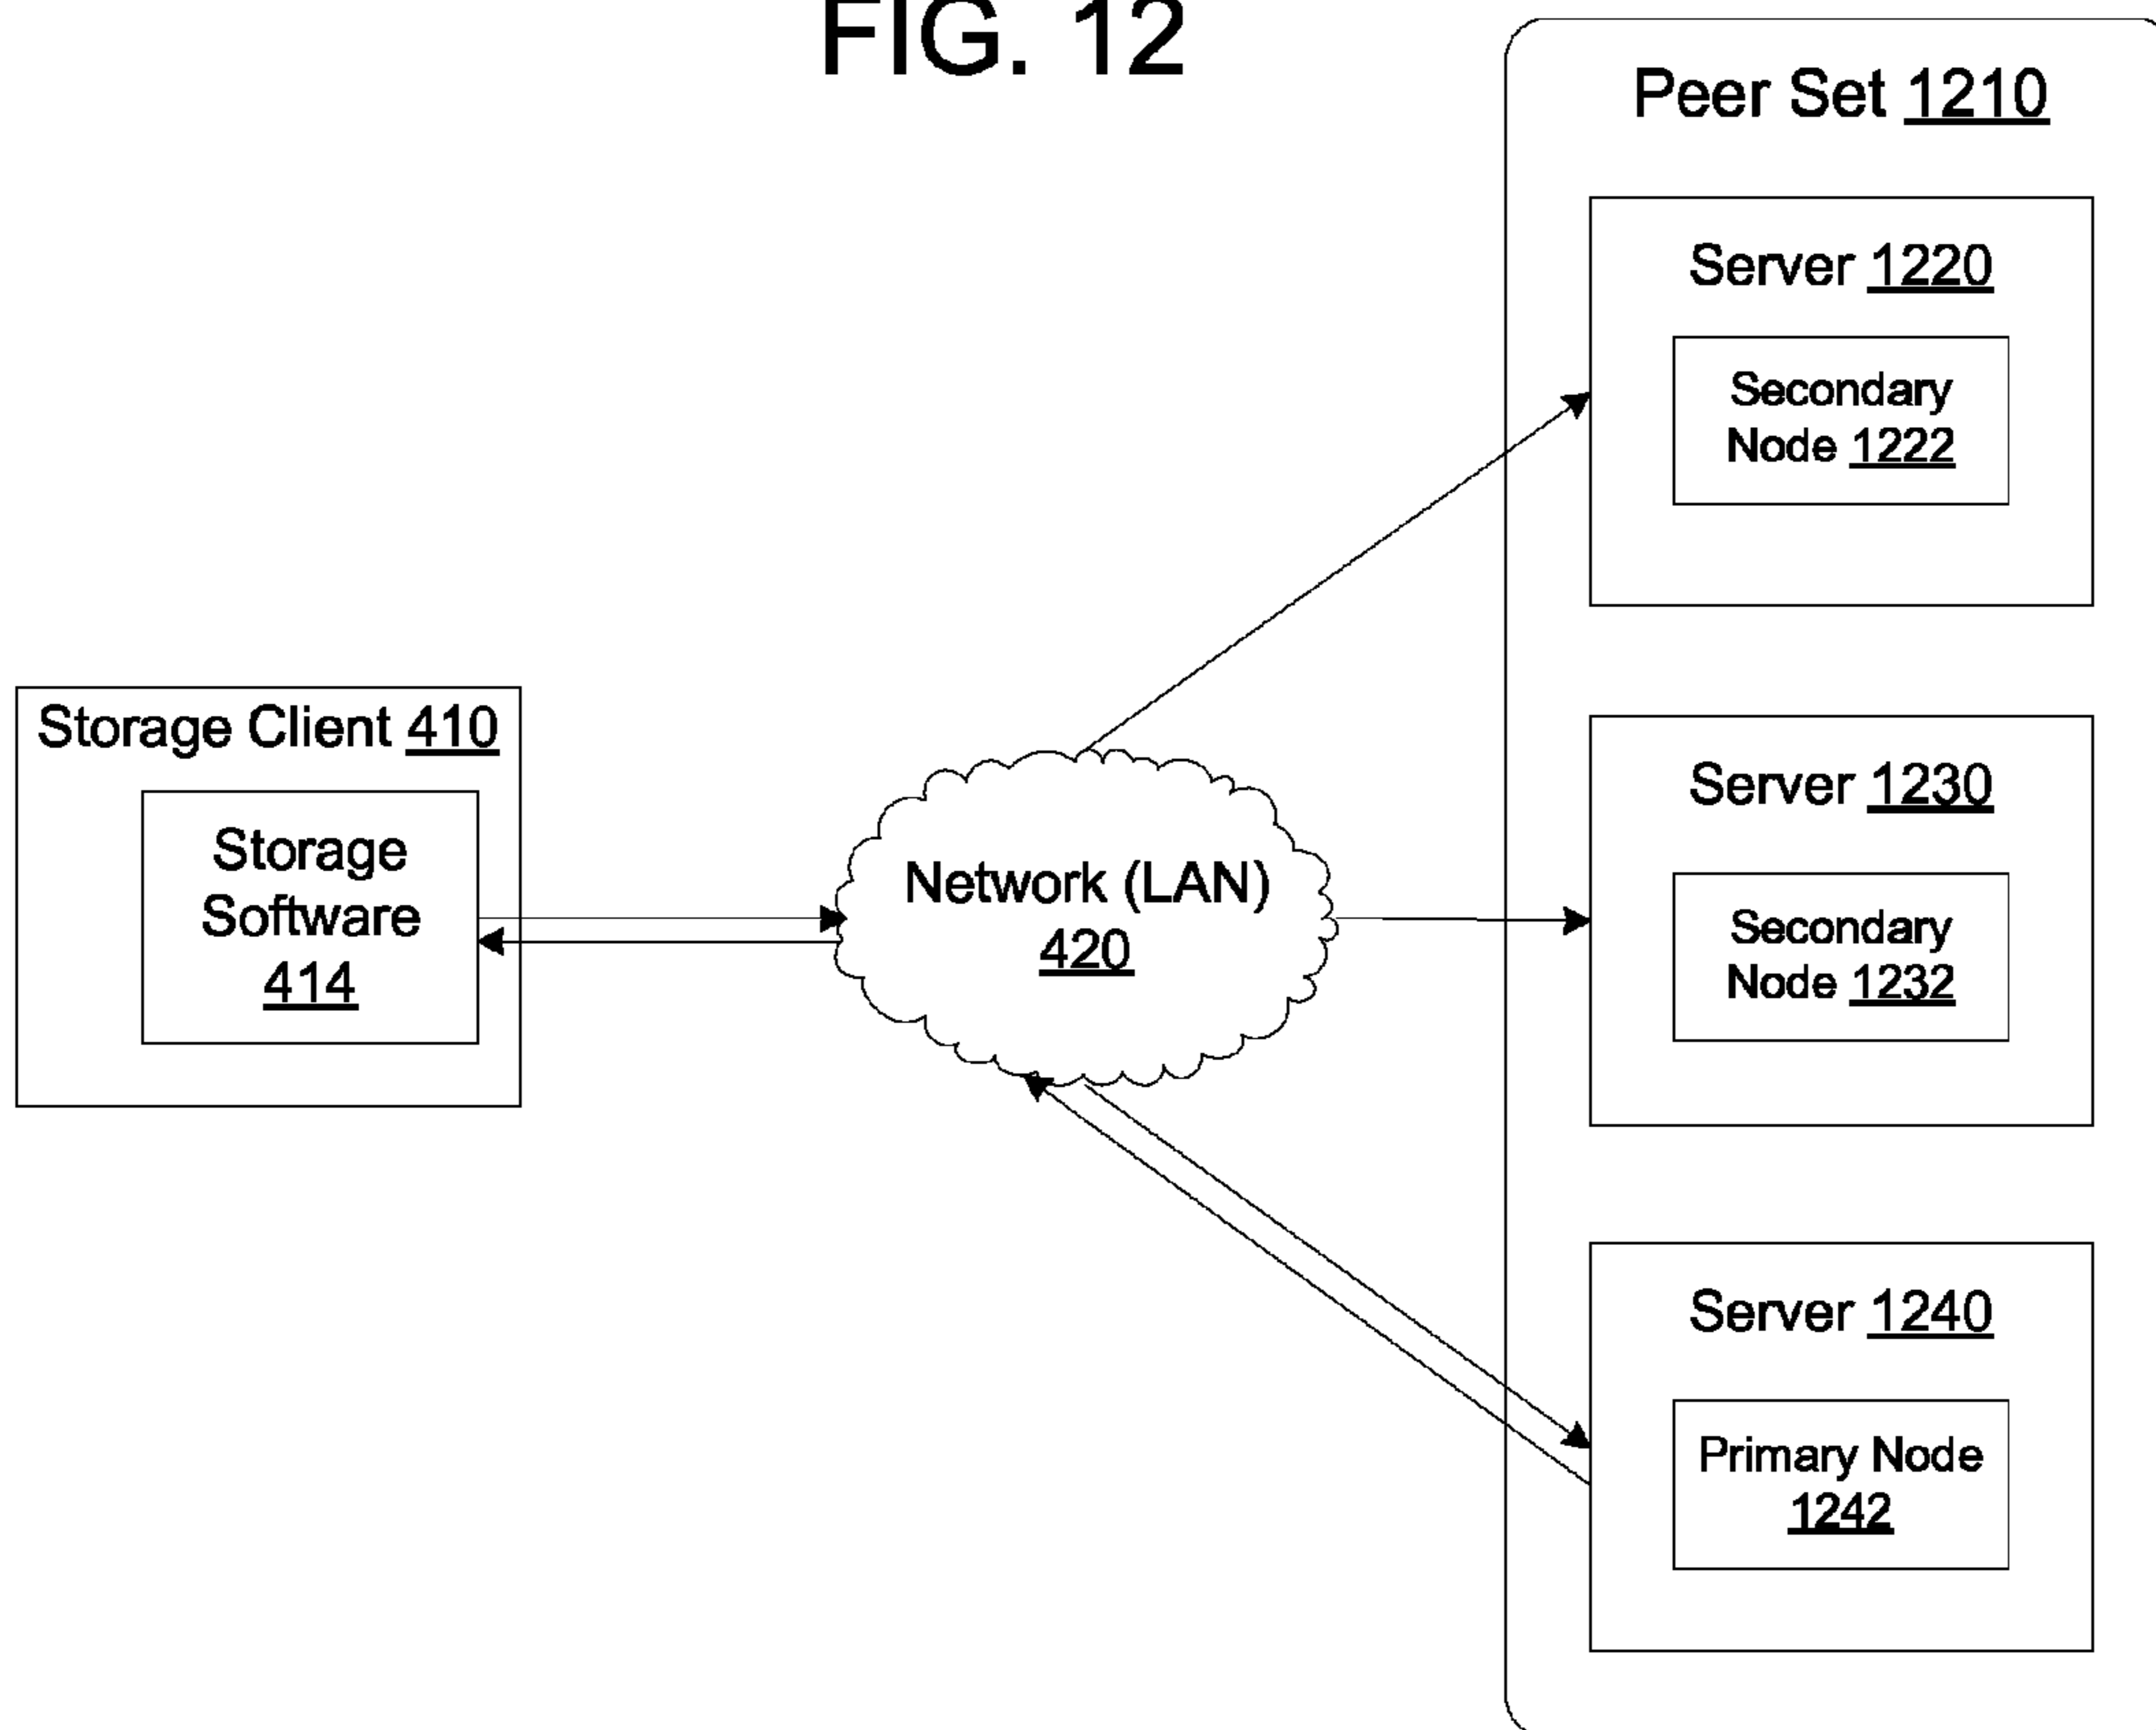 FIG. 12
Peer Set 1210
Server 1220
Secondary
Node 1222
Storage Client 410
Storage
Software
414
Network (LAN)
420
Server 1230
Secondary
Node 1232
Server 1240
Primary Node
1242